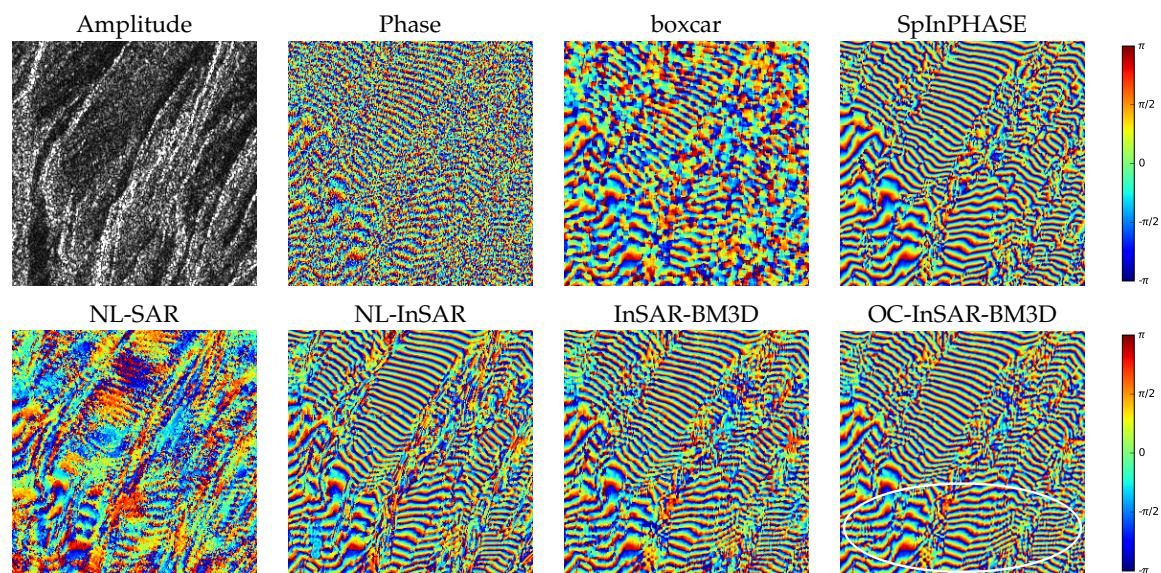 Amplitude Phase boxcar SpInPHASE
π
π/2
0
-π/2
-π
NL-SAR NL-InSAR InSAR-BM3D OC-InSAR-BM3D
π
π/2
0
-π/2
-π